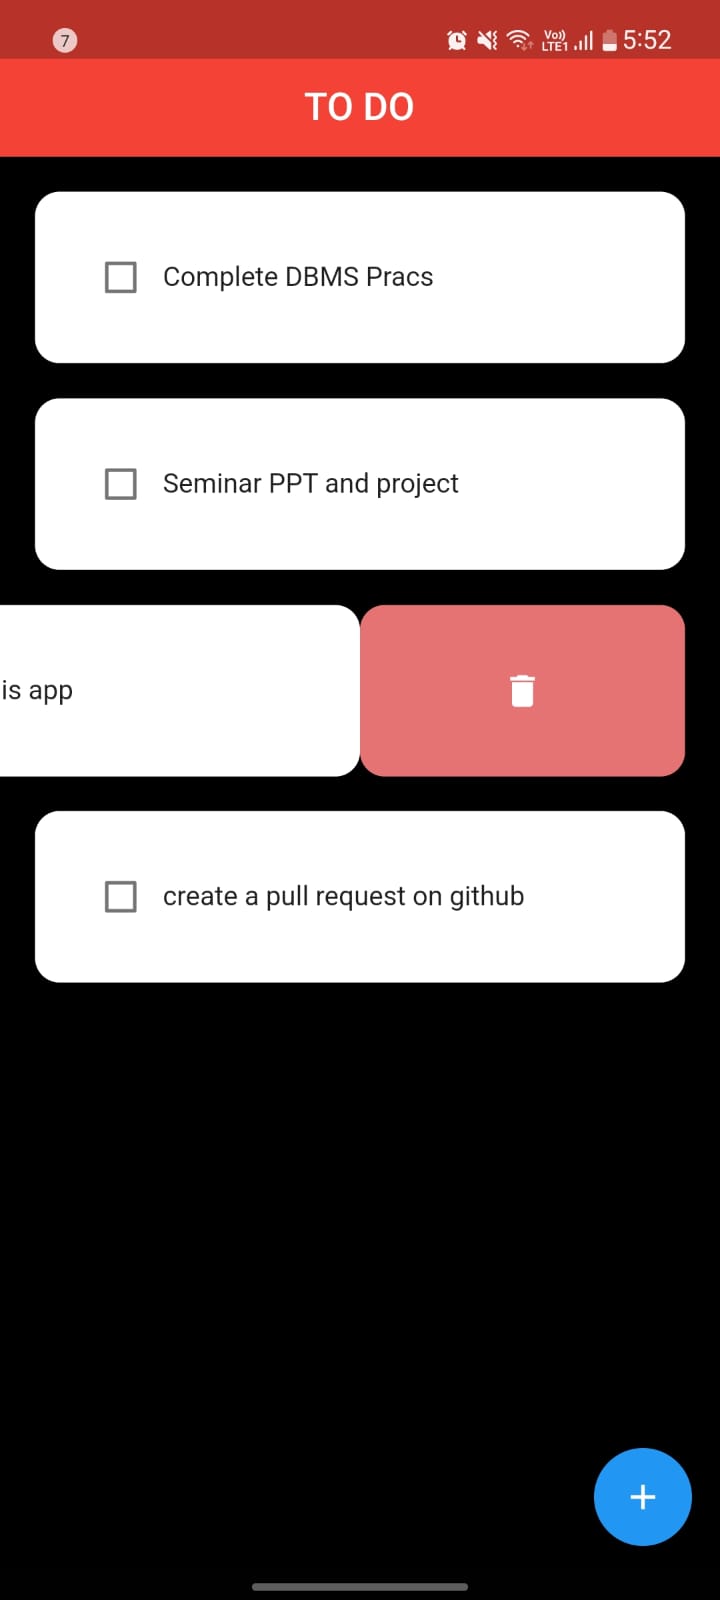 7
Vo)) LTE1 5:52
TO DO
Complete DBMS Pracs
Seminar PPT and project
is app
create a pull request on github